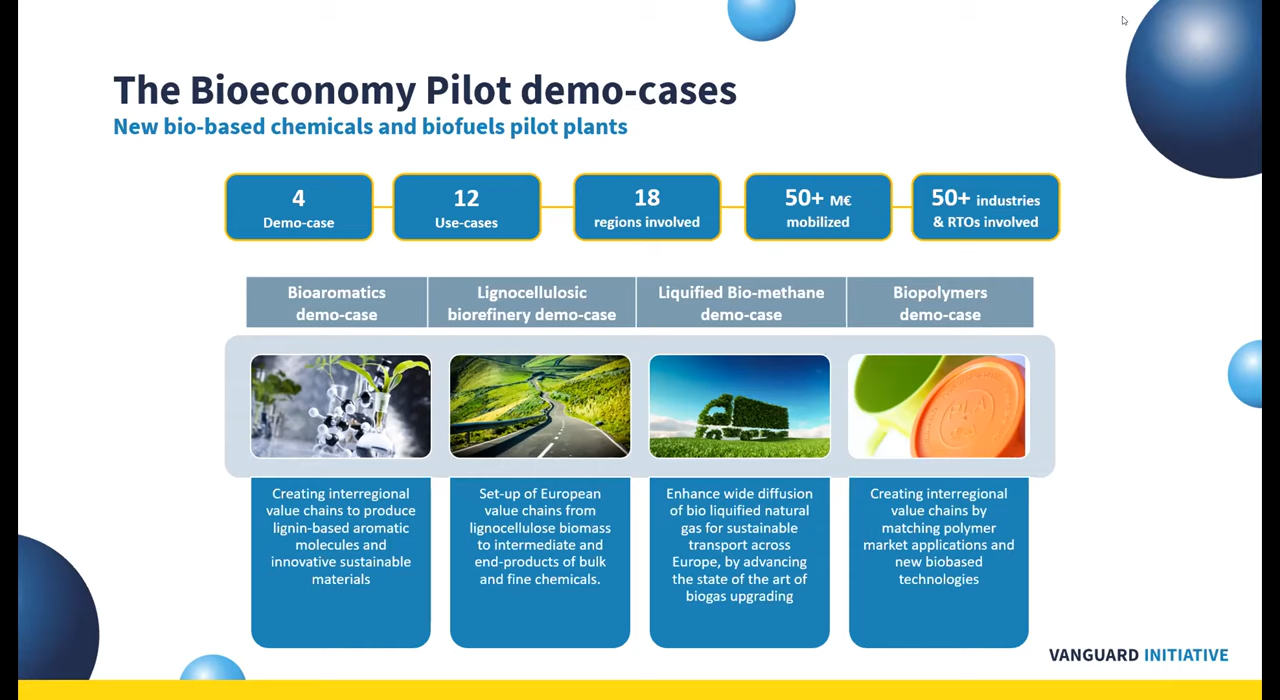 The Bioeconomy Pilot demo-cases
New bio-based chemicals and biofuels pilot plants
4
Demo-case
12
Use-cases
18
regions involved
50+ M€
mobilized
50+ industries
& RTOs involved
Bioaromatics
demo-case
Lignocellulosic
biorefinery demo-case
Liquified Bio-methane
demo-case
Biopolymers
demo-case
PLA
Creating interregional
value chains to produce
lignin-based aromatic
molecules and
innovative sustainable
materials
Set-up of European
value chains from
lignocellulose biomass
to intermediate and
end-products of bulk
and fine chemicals.
Enhance wide diffusion
of bio liquified natural
gas for sustainable
transport across
Europe, by advancing
the state of the art of
biogas upgrading
Creating interregional
value chains by
matching polymer
market applications and
new biobased
technologies
VANGUARD INITIATIVE